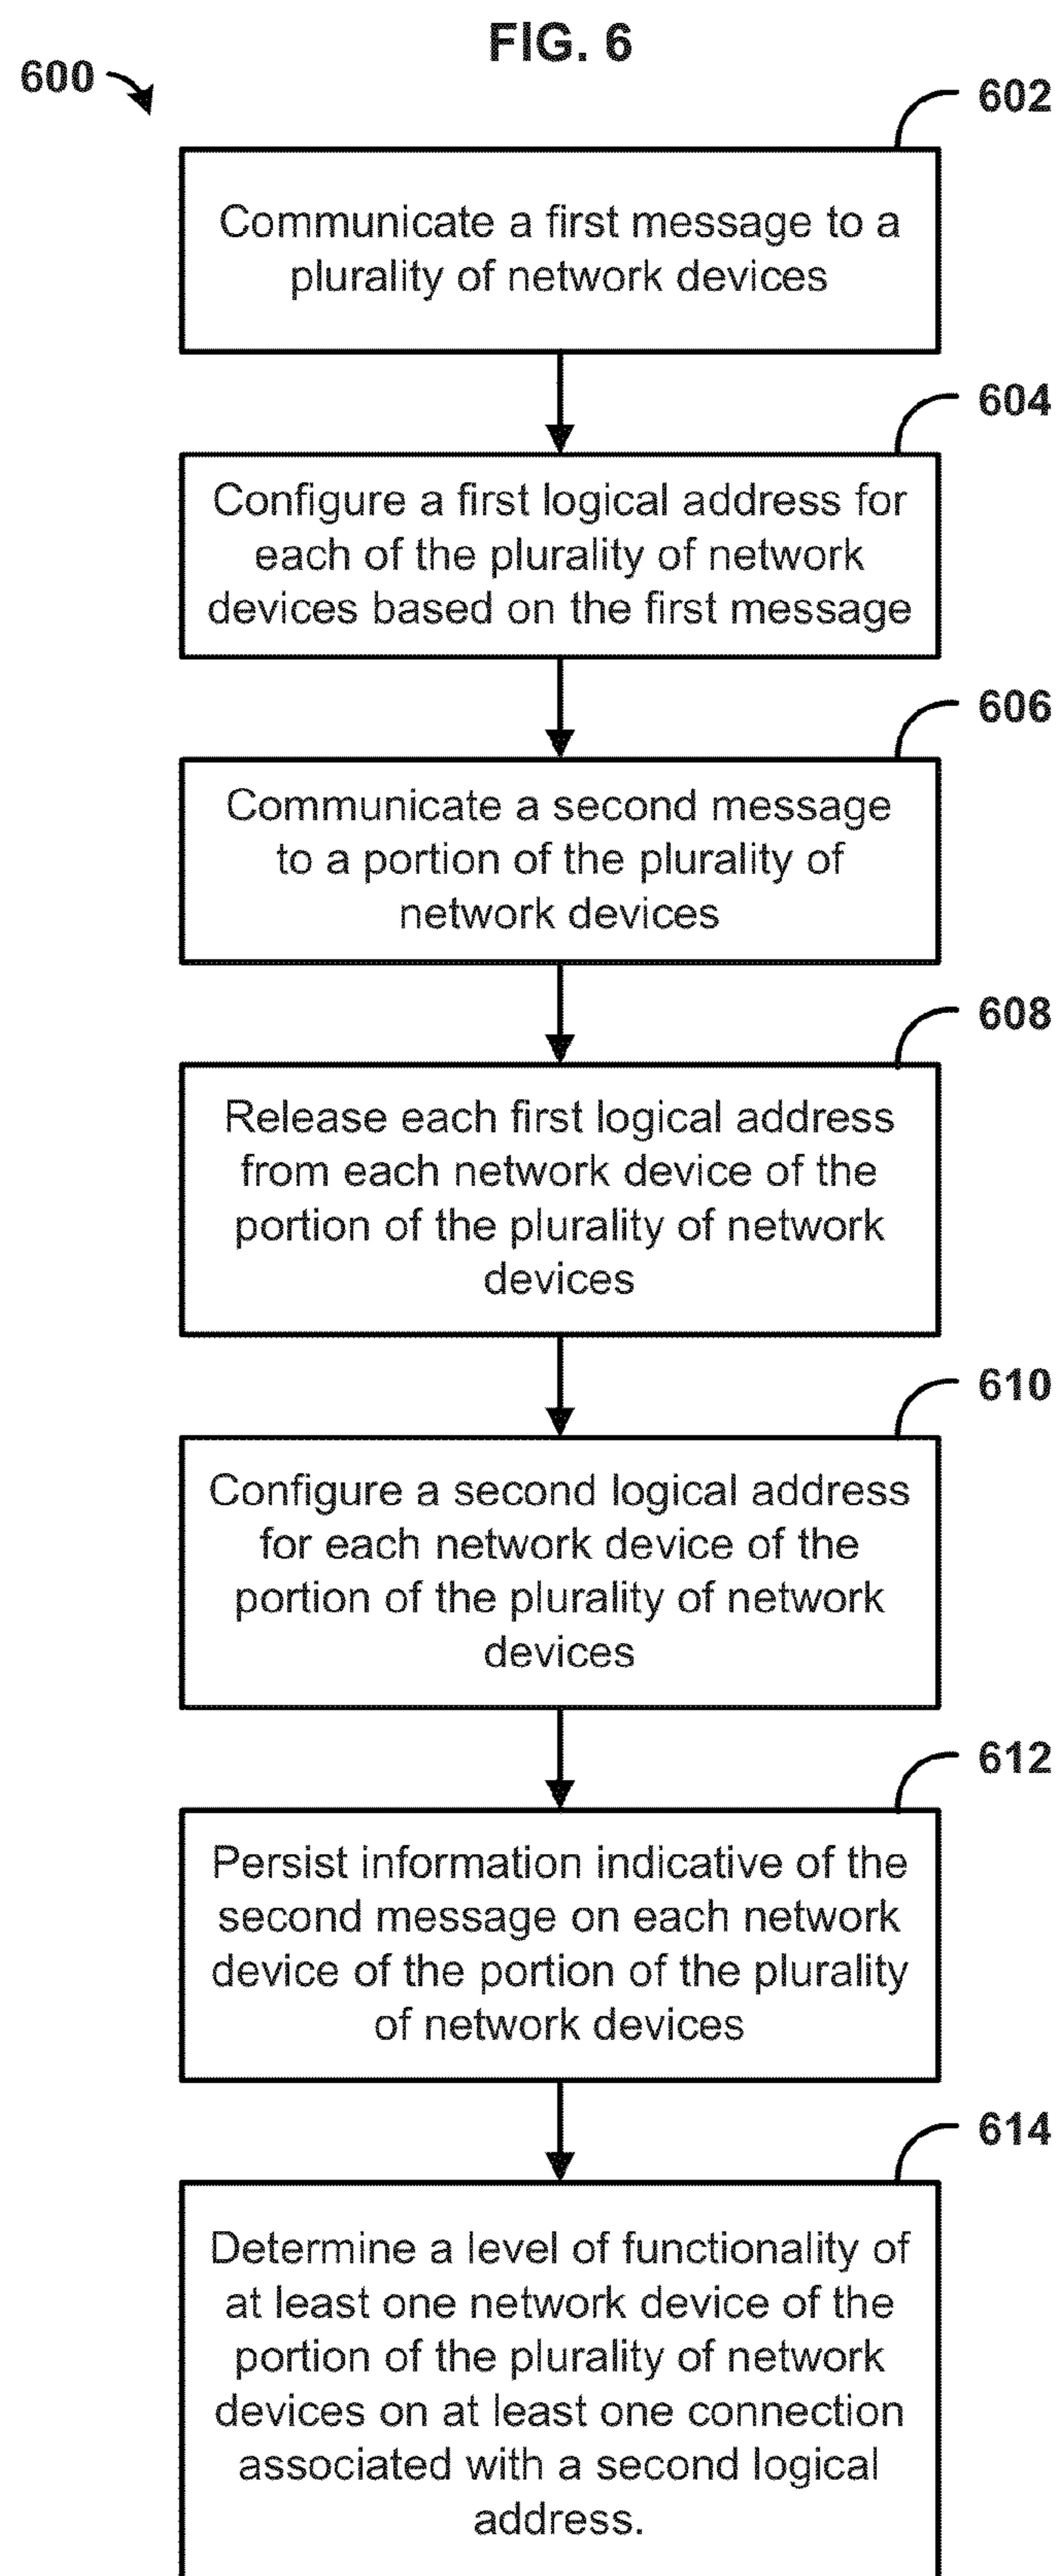 FIG. 6
600
602
Communicate a first message to a
plurality of network devices
604
Configure a first logical address for
each of the plurality of network
devices based on the first message
606
Communicate a second message
to a portion of the plurality of
network devices
608
Release each first logical address
from each network device of the
portion of the plurality of network
devices
610
Configure a second logical address
for each network device of the
portion of the plurality of network
devices
612
Persist information indicative of the
second message on each network
device of the portion of the plurality
of network devices
614
Determine a level of functionality of
at least one network device of the
portion of the plurality of network
devices on at least one connection
associated with a second logical
address.